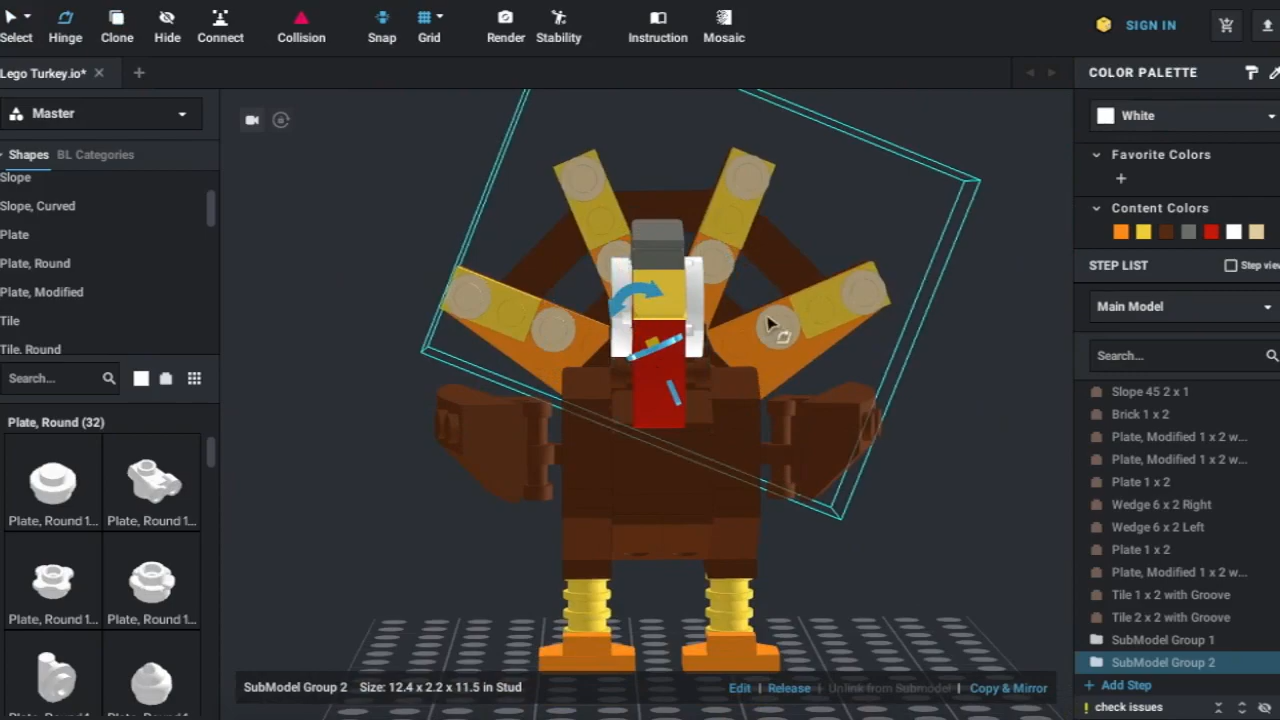 Select
Hinge
Clone
Hide
Connect
Collision
Snap
Grid
Render
Stability
Instruction
Mosaic
SIGN IN
Lego Turkey.io*
COLOR PALETTE
Master
White
Shapes
BL Categories
Favorite Colors
Slope
Slope, Curved
Content Colors
Plate
Plate, Round
STEP LIST
Step view
Plate, Modified
Main Model
Tile
Tile, Round
Search...
Search...
Slope 45 2 x 1
Brick 1 x 2
Plate, Round (32)
Plate, Modified 1 x 2 w...
Plate, Modified 1 x 2 w...
Plate 1 x 2
Wedge 6 x 2 Right
Plate, Round 1...
Plate, Round 1...
Wedge 6 x 2 Left
Plate 1 x 2
Plate, Modified 1 x 2 w...
Tile 1 x 2 with Groove
Tile 2 x 2 with Groove
Plate, Round 1...
Plate, Round 1...
SubModel Group 1
SubModel Group 2
SubModel Group 2 Size: 12.4 x 2.2 x 11.5 in Stud
Edit | Release | Unlink from Submodel | Copy & Mirror
+ Add Step
check issues